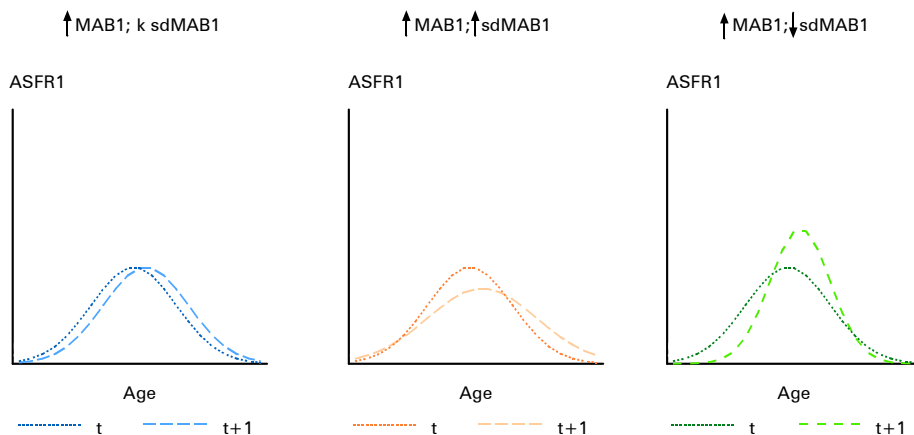 ↑ MAB1; k sdMAB1
↑ MAB1; ↑ sdMAB1
↑ MAB1; ↓ sdMAB1
ASFR1
ASFR1
ASFR1
Age
Age
Age
t t+1
t t+1
t t+1